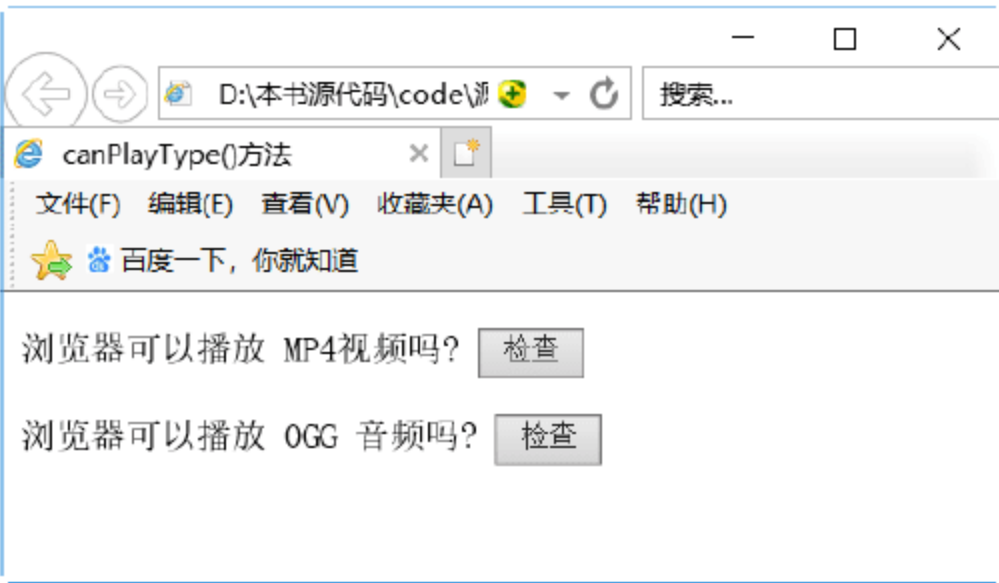 D:\本书源代码\code\源
搜索...
canPlayType()方法
文件(F) 编辑(E) 查看(V) 收藏夹(A) 工具(T) 帮助(H)
百度一下，你就知道
浏览器可以播放 MP4视频吗? 检查
浏览器可以播放 OGG 音频吗? 检查